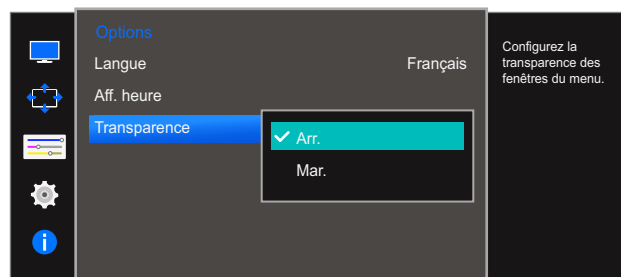 Options
Langue Français
Aff. heure
Transparence
Arr.
Mar.
Configurez la
transparence des
fenêtres du menu.